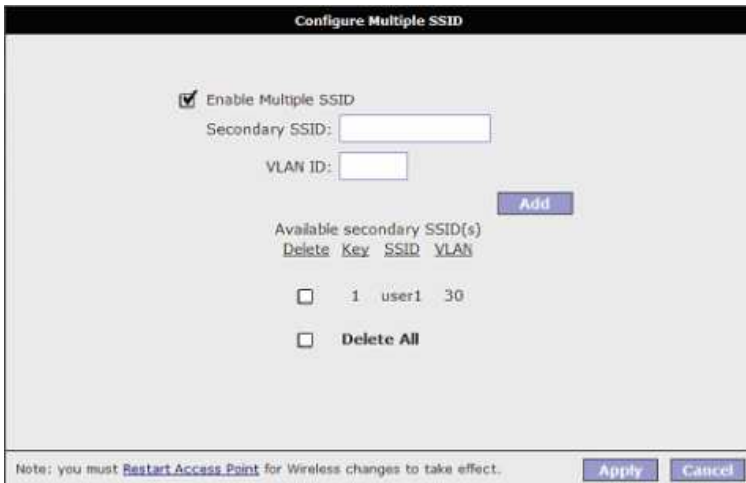 Configure Multiple SSID
Enable Multiple SSID
Secondary SSID:
VLAN ID:
Add
Available secondary SSID(s)
Delete Key SSID VLAN
1 user1 30
Delete All
Note: you must Restart Access Point for Wireless changes to take effect. Apply Cancel